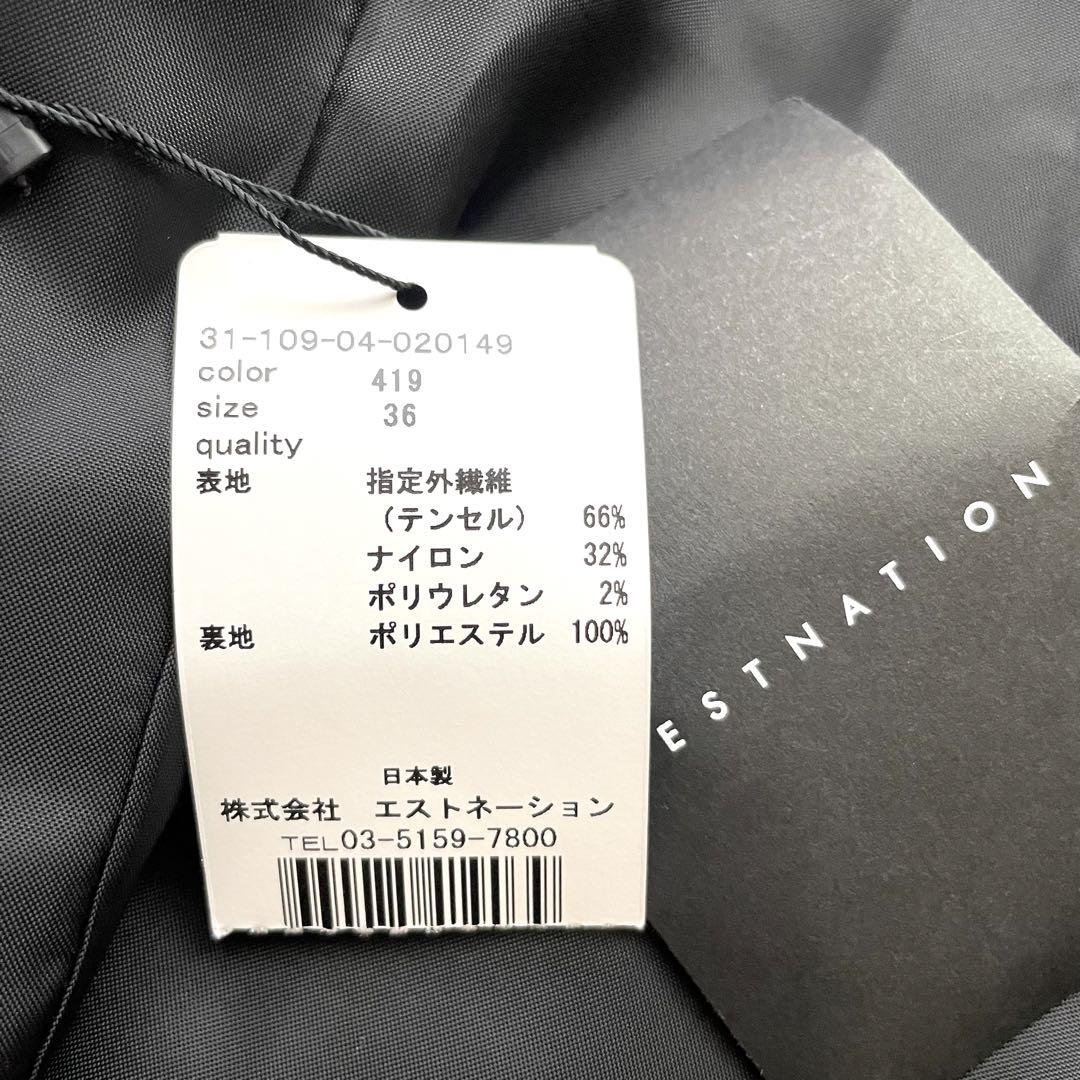 31-109-04-020149
color 419
size 36
quality
表地 指定外繊維
（テンセル） 66%
ナイロン 32%
ポリウレタン 2%
裏地 ポリエステル 100%
日本製
株式会社 エストネーション
TEL03-5159-7800
ESTNATION